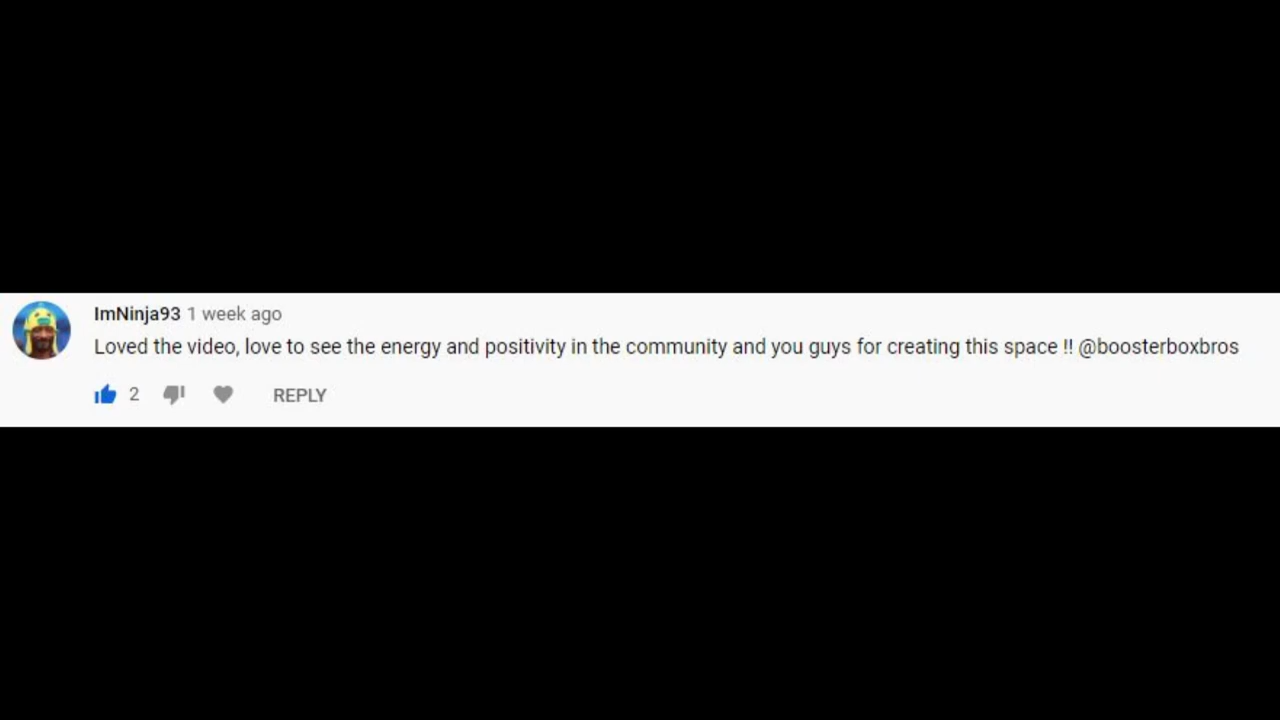 ImNinja93 1 week ago
Loved the video, love to see the energy and positivity in the community and you guys for creating this space !! @boosterboxbros
2 REPLY